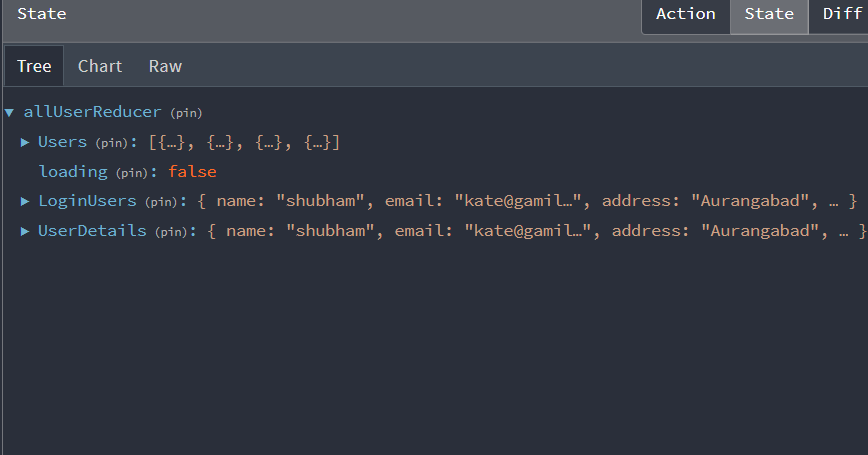 State Action State Diff
Tree Chart Raw
▼ allUserReducer (pin)
▶ Users (pin): [{…}, {…}, {…}, {…}]
loading (pin): false
▶ LoginUsers (pin): { name: "shubham", email: "kate@gamil…", address: "Aurangabad", … }
▶ UserDetails (pin): { name: "shubham", email: "kate@gamil…", address: "Aurangabad", … }